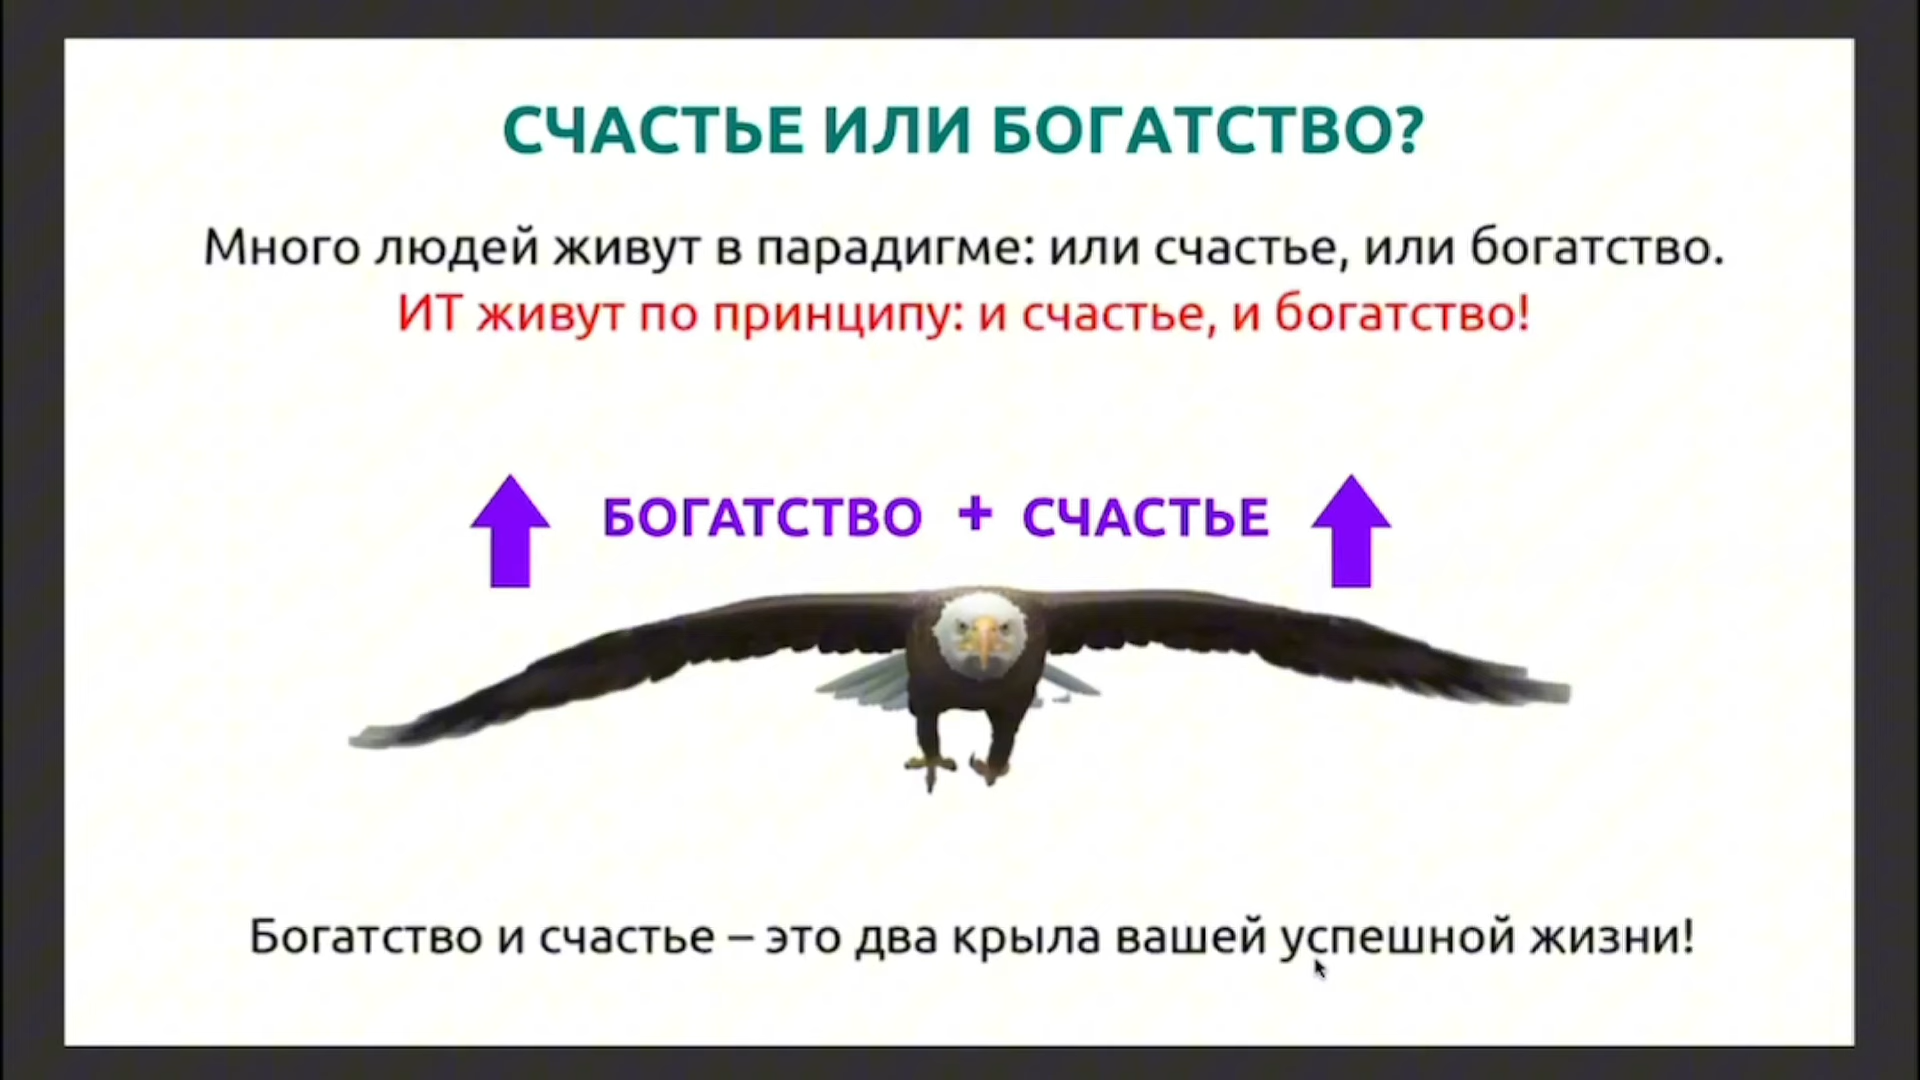 СЧАСТЬЕ ИЛИ БОГАТСТВО?
Много людей живут в парадигме: или счастье, или богатство.
ИТ живут по принципу: и счастье, и богатство!
БОГАТСТВО + СЧАСТЬЕ
Богатство и счастье – это два крыла вашей успешной жизни!